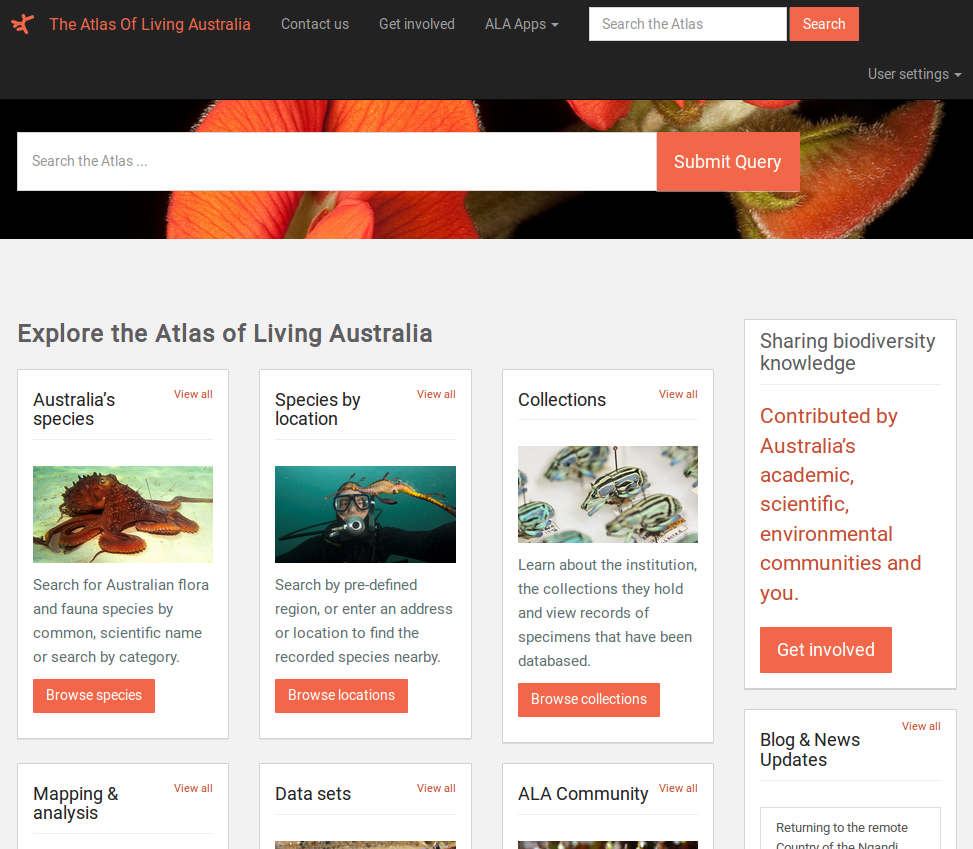 The Atlas Of Living Australia
Contact us
Get involved
ALA Apps
Search the Atlas
Search
User settings
Search the Atlas ...
Submit Query
Explore the Atlas of Living Australia
Australia’s
species
View all
Search for Australian flora
and fauna species by
common, scientific name
or search by category.
Browse species
Species by
location
View all
Search by pre-defined
region, or enter an address
or location to find the
recorded species nearby.
Browse locations
Collections
View all
Learn about the institution,
the collections they hold
and view records of
specimens that have been
databased.
Browse collections
Sharing biodiversity
knowledge
Contributed by
Australia’s
academic,
scientific,
environmental
communities and
you.
Get involved
Mapping &
analysis
View all
Data sets
View all
ALA Community
View all
Blog & News
Updates
View all
Returning to the remote
Country of the Ngandi